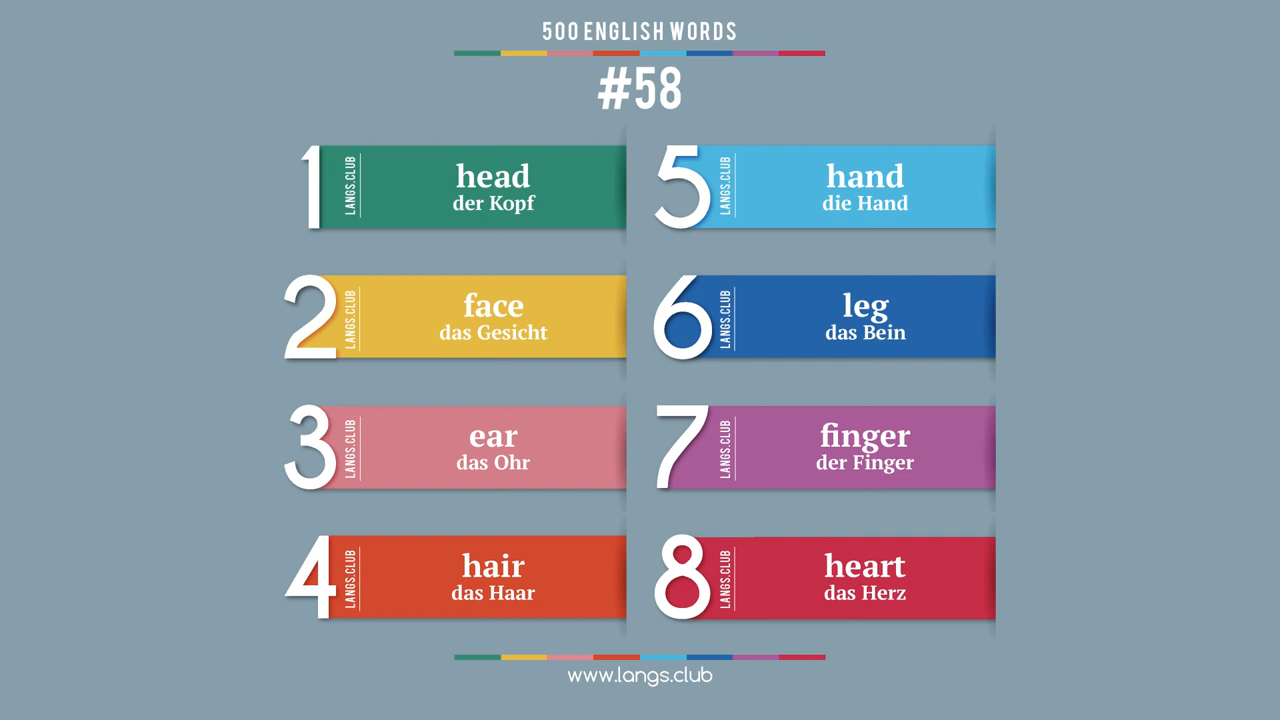 500 ENGLISH WORDS
#58
1
LANGS.CLUB
head
der Kopf
2
LANGS.CLUB
face
das Gesicht
3
LANGS.CLUB
ear
das Ohr
4
LANGS.CLUB
hair
das Haar
5
LANGS.CLUB
hand
die Hand
6
LANGS.CLUB
leg
das Bein
7
LANGS.CLUB
finger
der Finger
8
LANGS.CLUB
heart
das Herz
www.langs.club